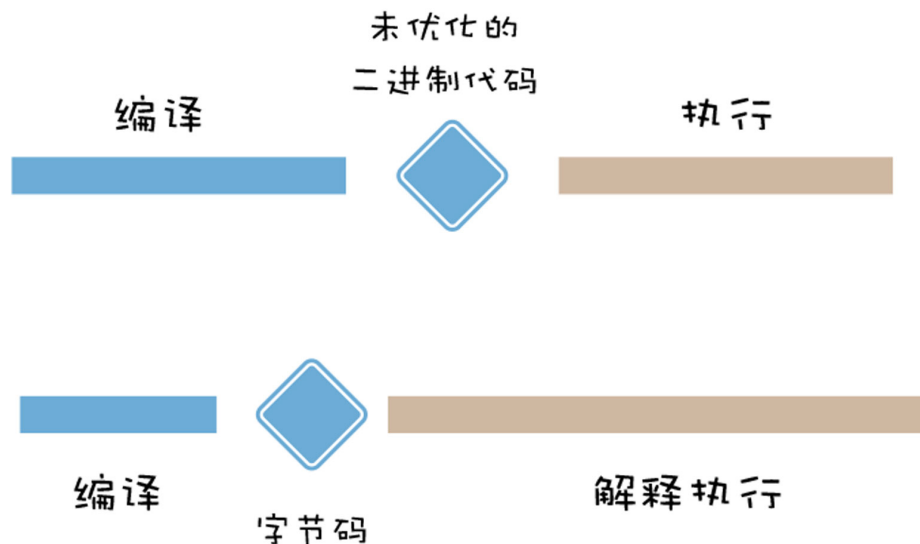 未优化的
二进制代码
编译
执行
编译
字节码
解释执行